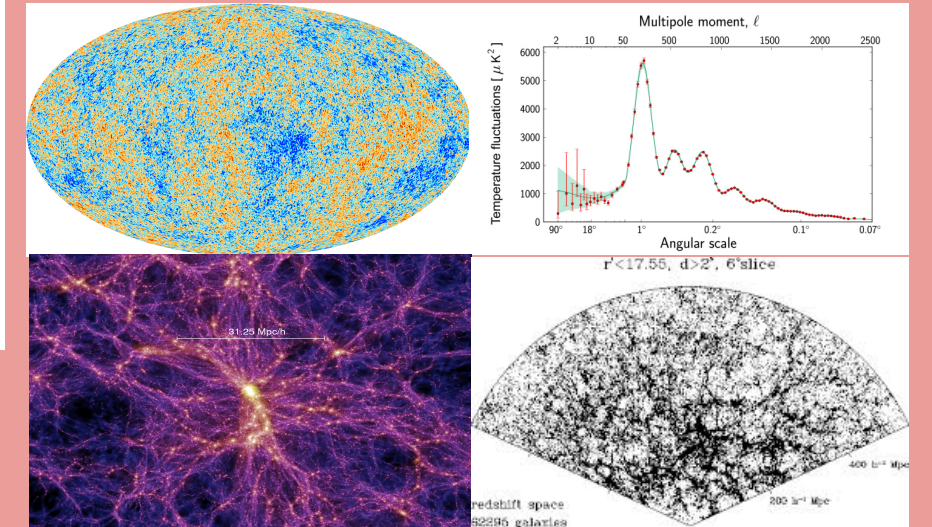 Multipole moment, ℓ
2 10 50 500 1000 1500 2000 2500
Temperature fluctuations [ μ K² ]
6000
5000
4000
3000
2000
1000
0
90° 18° 1° 0.2° 0.1° 0.07°
Angular scale
31.25 Mpc/h
r'<17.55, d>2", 6°slice
400 h⁻¹ Mpc
200 h⁻¹ Mpc
redshift space
62295 galaxies